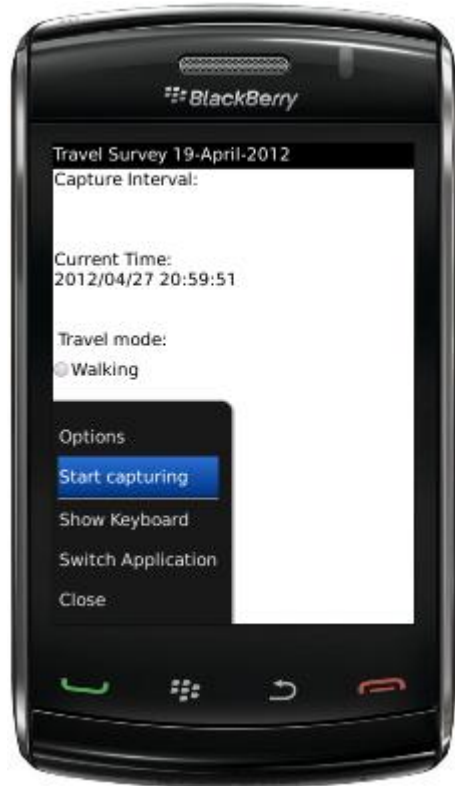 BlackBerry
Travel Survey 19-April-2012
Capture Interval:
Current Time:
2012/04/27 20:59:51
Travel mode:
Walking
Options
Start capturing
Show Keyboard
Switch Application
Close